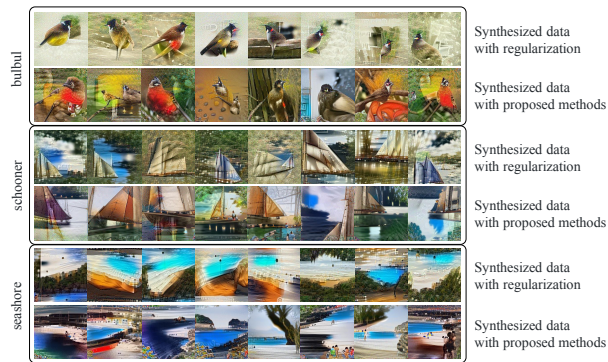 bulbul
Synthesized data
with regularization
Synthesized data
with proposed methods
schooner
Synthesized data
with regularization
Synthesized data
with proposed methods
seashore
Synthesized data
with regularization
Synthesized data
with proposed methods